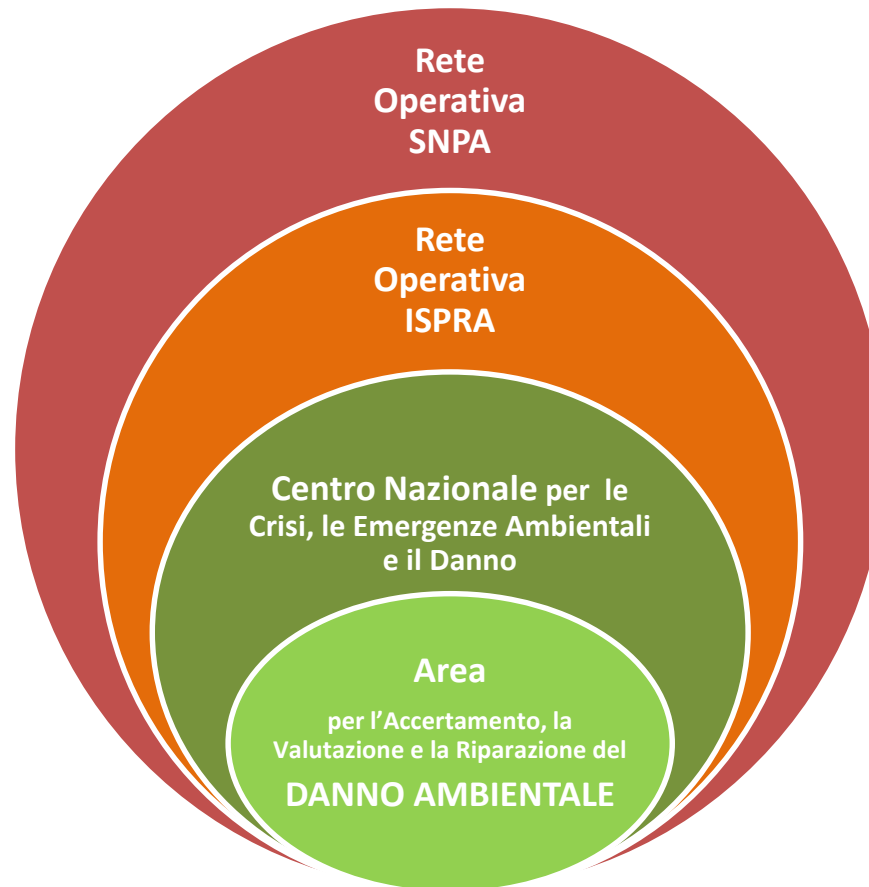 Rete
Operativa
SNPA
Rete
Operativa
ISPRA
Centro Nazionale per le
Crisi, le Emergenze Ambientali
e il Danno
Area
per l’Accertamento, la
Valutazione e la Riparazione del
DANNO AMBIENTALE